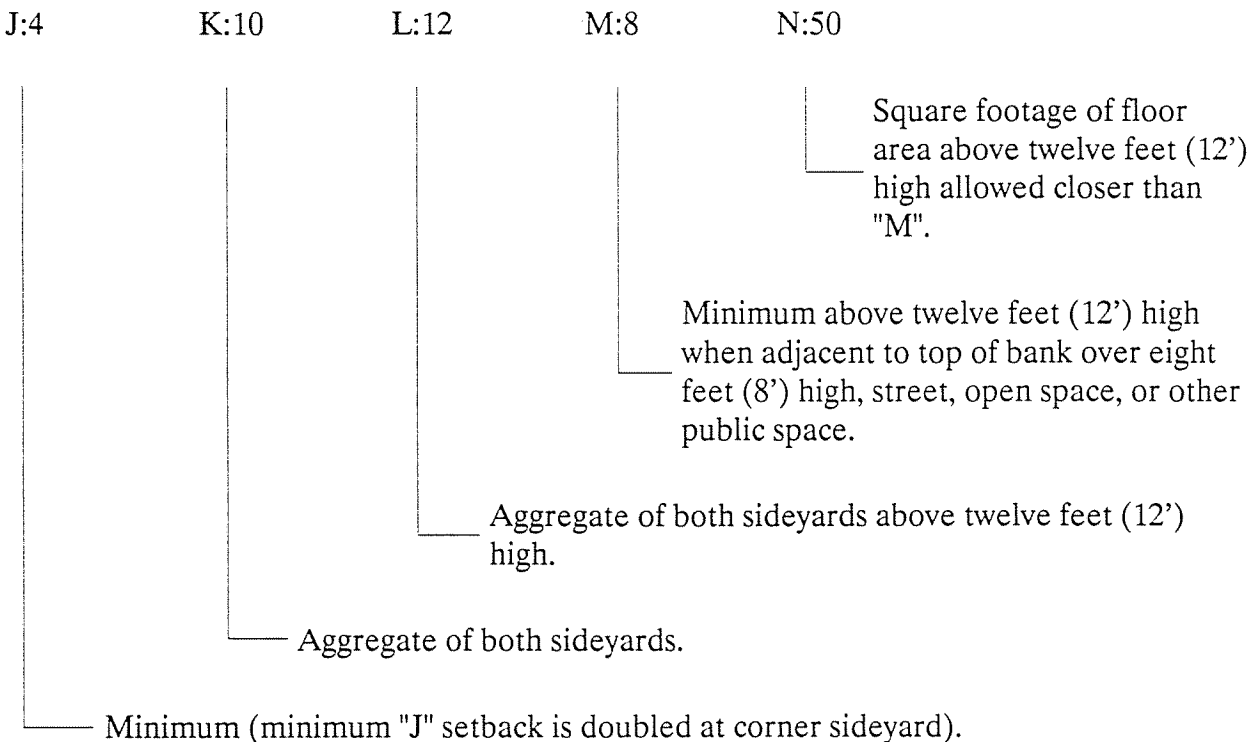 J:4 K:10 L:12 M:8 N:50
Square footage of floor
area above twelve feet (12')
high allowed closer than
"M".
Minimum above twelve feet (12') high
when adjacent to top of bank over eight
feet (8') high, street, open space, or other
public space.
Aggregate of both sideyards above twelve feet (12')
high.
Aggregate of both sideyards.
Minimum (minimum "J" setback is doubled at corner sideyard).